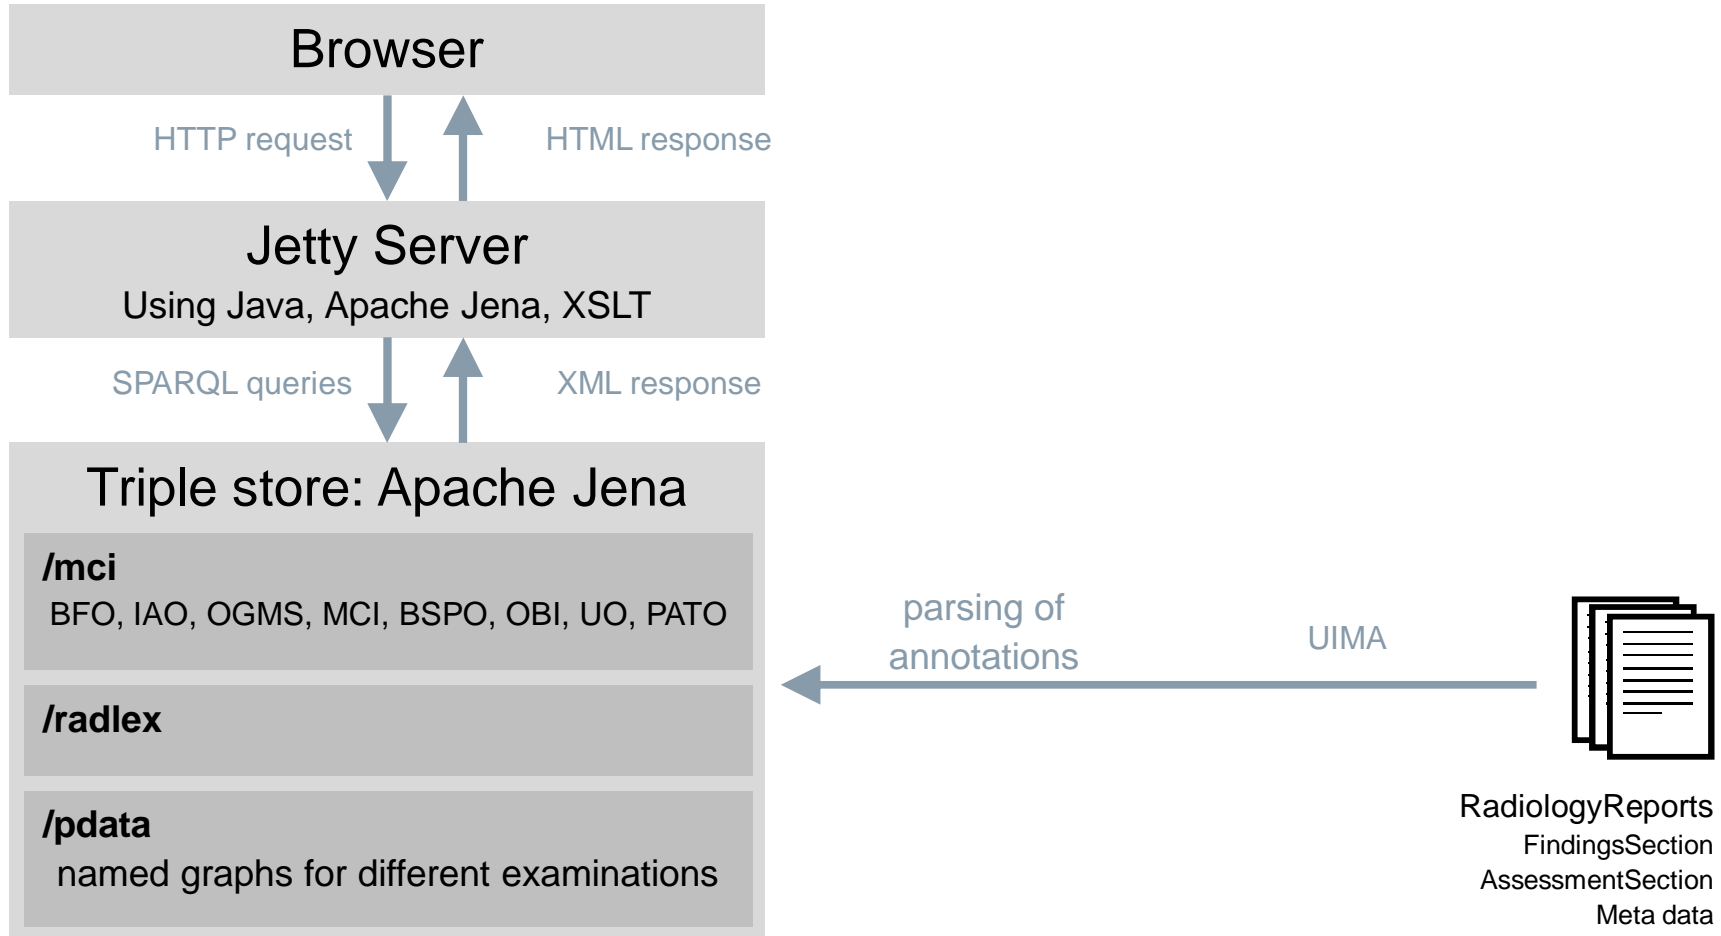 Browser
HTTP request
HTML response
Jetty Server
Using Java, Apache Jena, XSLT
SPARQL queries
XML response
Triple store: Apache Jena
/mci
BFO, IAO, OGMS, MCI, BSPO, OBI, UO, PATO
/radlex
/pdata
named graphs for different examinations
parsing of
annotations
UIMA
RadiologyReports
FindingsSection
AssessmentSection
Meta data